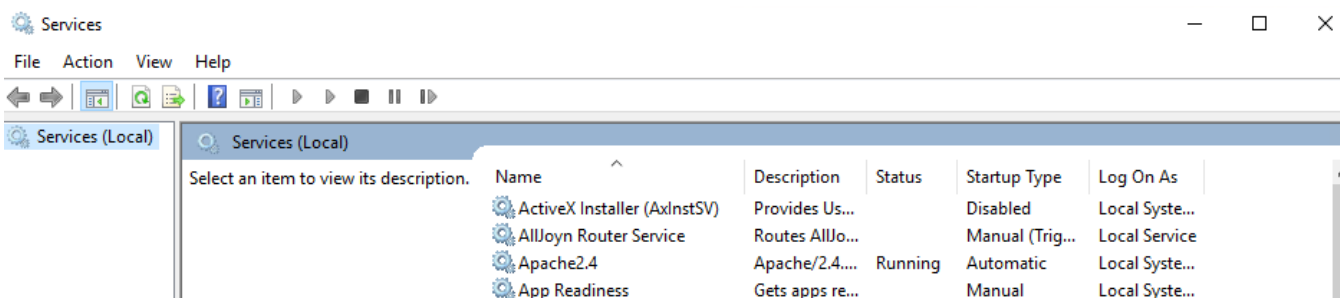 Services
File Action View Help
Services (Local)
Services (Local)
Select an item to view its description.
Name Description Status Startup Type Log On As
ActiveX Installer (AxInstSV) Provides Us... Disabled Local Syste...
AllJoyn Router Service Routes AllJo... Manual (Trig... Local Service
Apache2.4 Apache/2.4.... Running Automatic Local Syste...
App Readiness Gets apps re... Manual Local Syste...